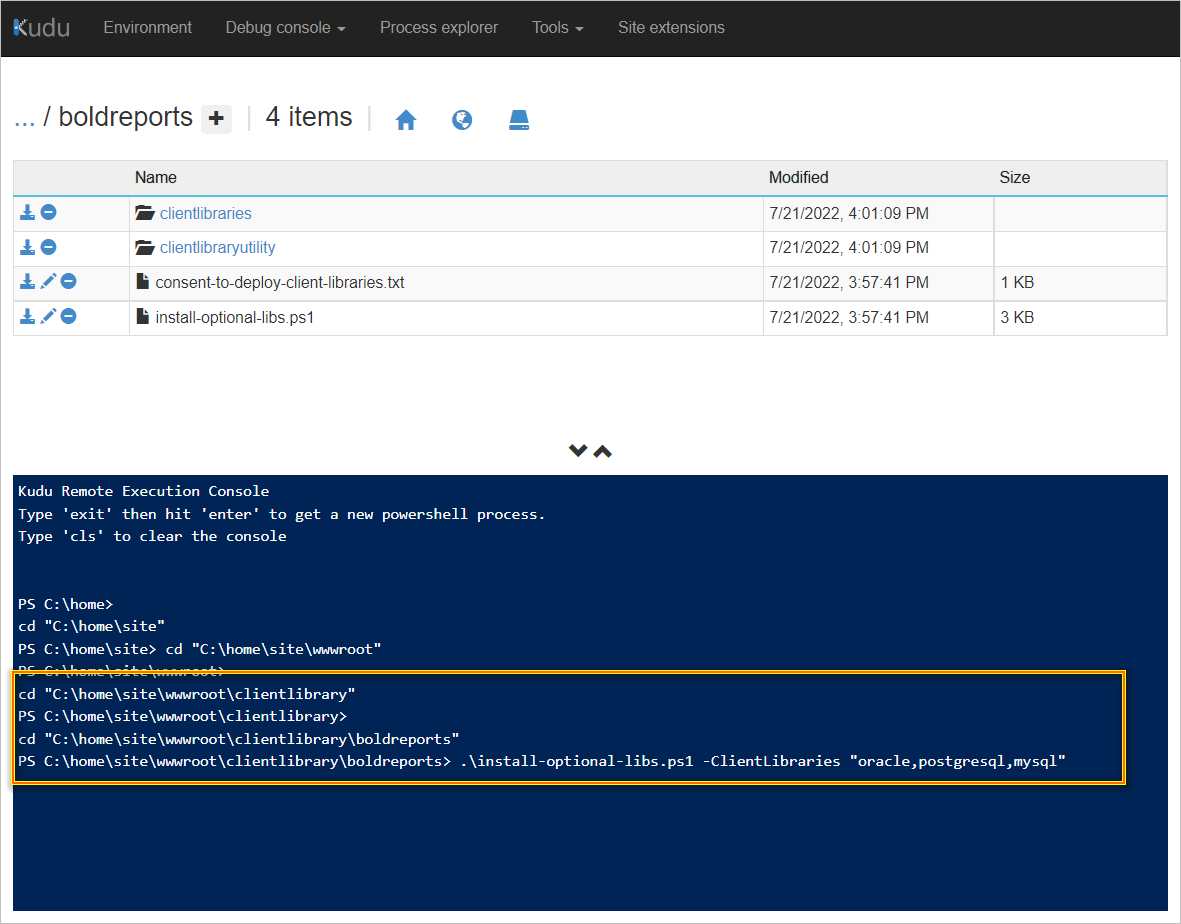 Kudu Environment Debug console Process explorer Tools Site extensions
... / boldreports + 4 items
Name Modified Size
clientlibraries 7/21/2022, 4:01:09 PM
clientlibraryutility 7/21/2022, 4:01:09 PM
consent-to-deploy-client-libraries.txt 7/21/2022, 3:57:41 PM 1 KB
install-optional-libs.ps1 7/21/2022, 3:57:41 PM 3 KB
Kudu Remote Execution Console
Type 'exit' then hit 'enter' to get a new powershell process.
Type 'cls' to clear the console
PS C:\home>
cd "C:\home\site"
PS C:\home\site> cd "C:\home\site\wwwroot"
PS C:\home\site\wwwroot>
cd "C:\home\site\wwwroot\clientlibrary"
PS C:\home\site\wwwroot\clientlibrary>
cd "C:\home\site\wwwroot\clientlibrary\boldreports"
PS C:\home\site\wwwroot\clientlibrary\boldreports> .\install-optional-libs.ps1 -ClientLibraries "oracle,postgresql,mysql"